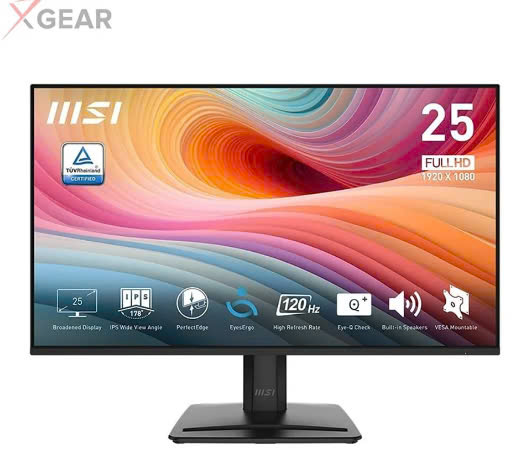 XGEAR
msi
25
TÜVRheinland
CERTIFIED
FULL HD
1920 X 1080
25
IPS
178°
120Hz
Q+
Broadened Display
IPS Wide View Angle
PerfectEdge
EyesErgo
High Refresh Rate
Eye-Q Check
Built-in Speakers
VESA Mountable
msi